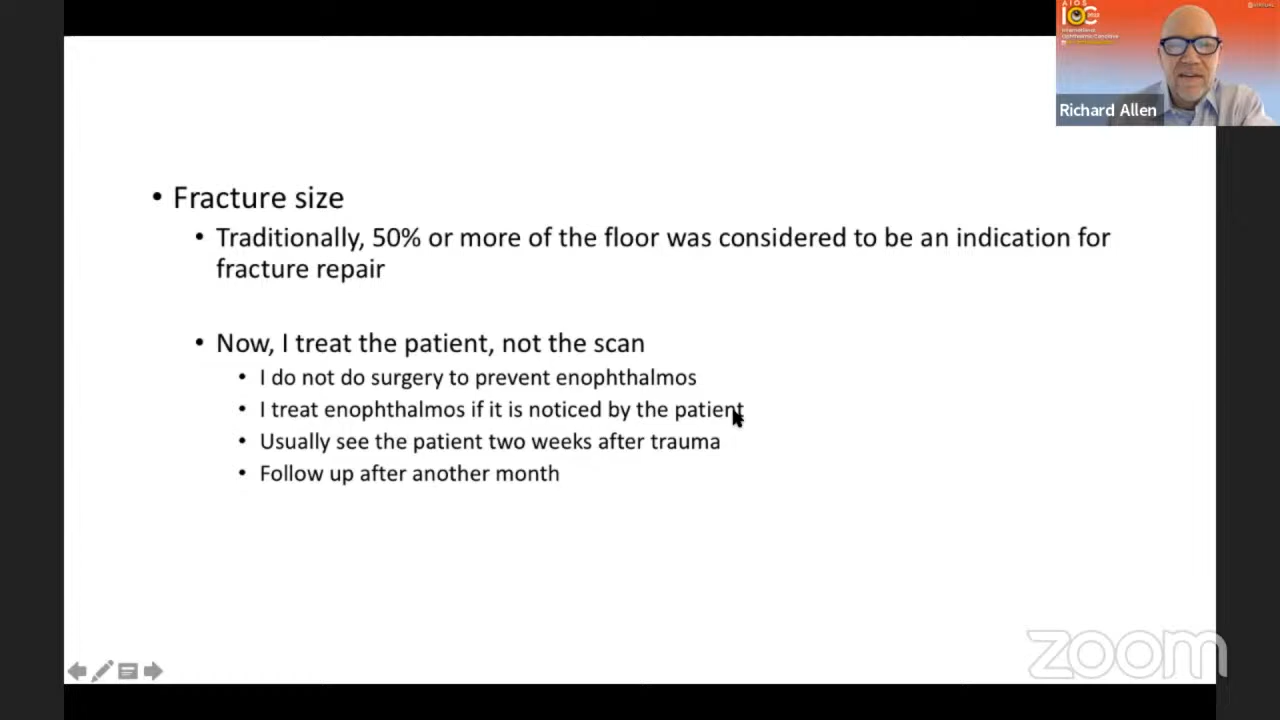 AIOS
IOC
Richard Allen
• Fracture size
• Traditionally, 50% or more of the floor was considered to be an indication for
fracture repair
• Now, I treat the patient, not the scan
• I do not do surgery to prevent enophthalmos
• I treat enophthalmos if it is noticed by the patient
• Usually see the patient two weeks after trauma
• Follow up after another month
zoom